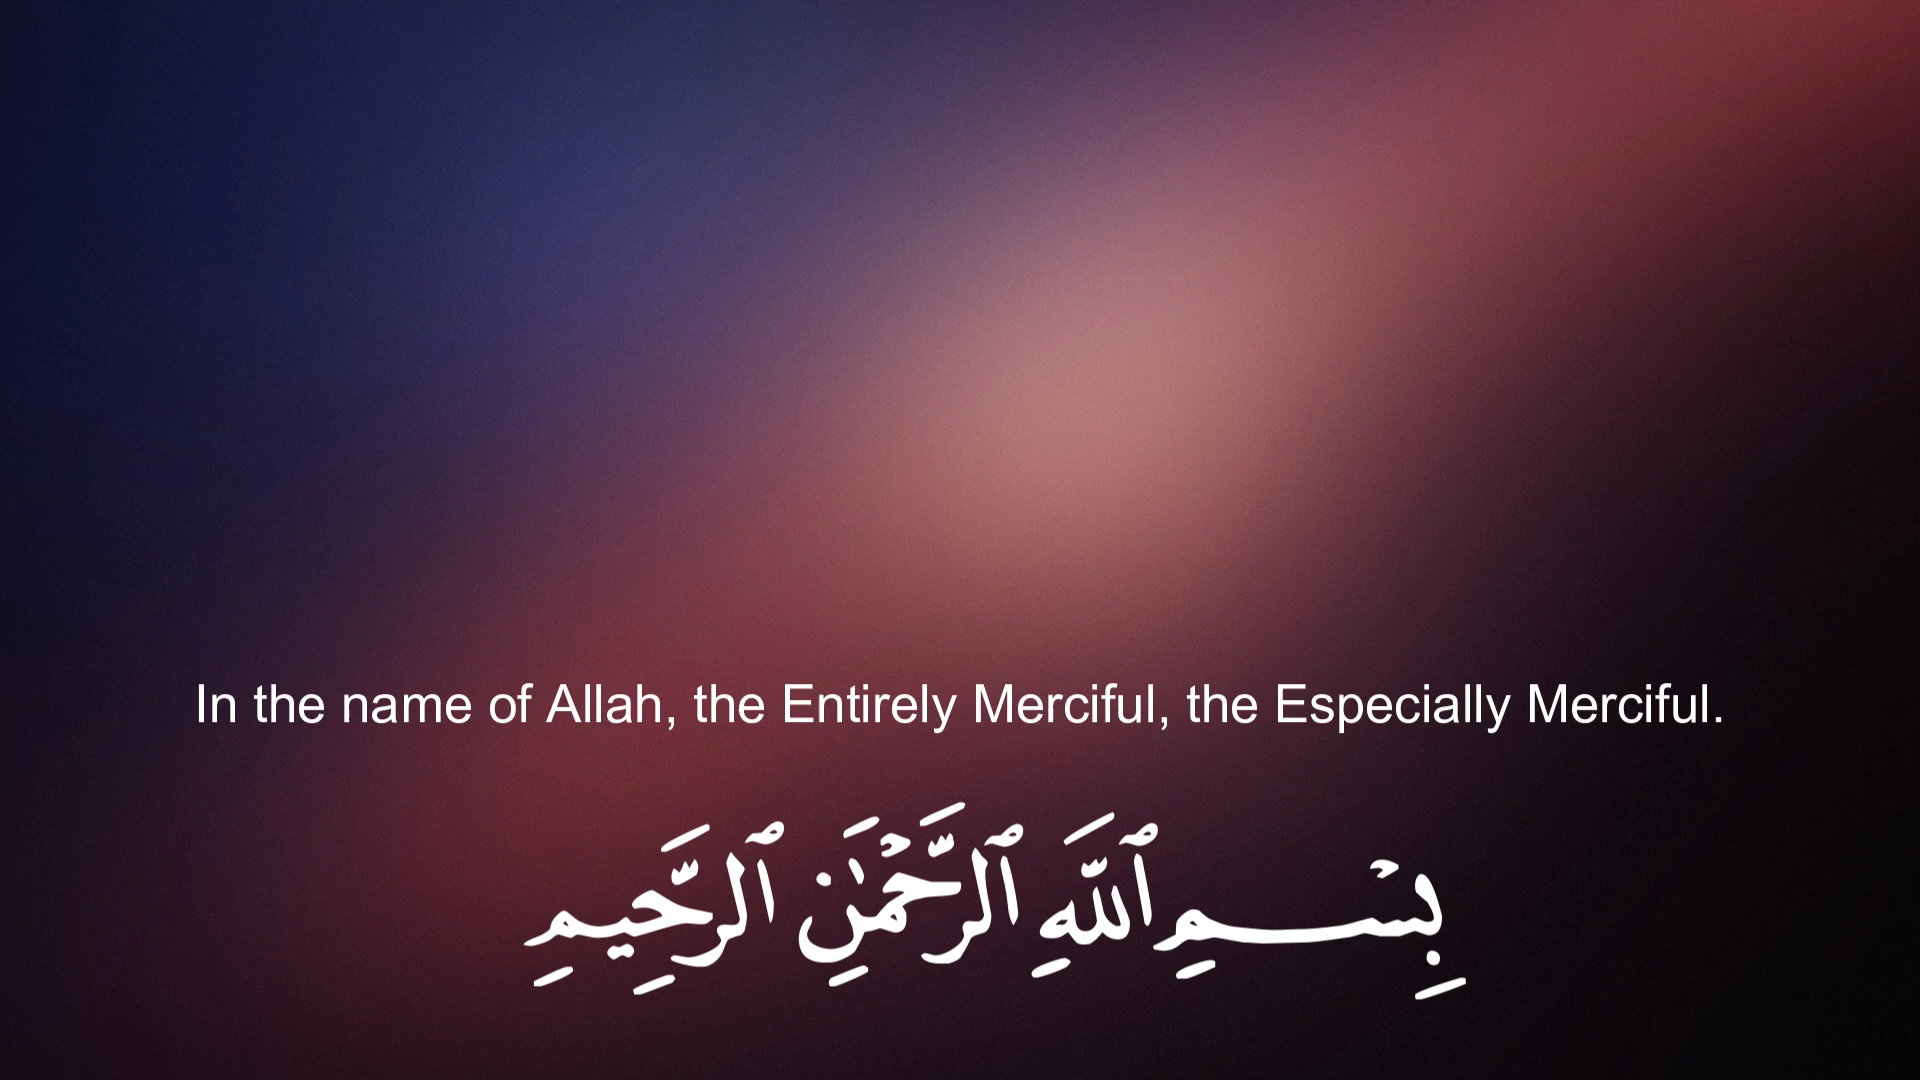 In the name of Allah, the Entirely Merciful, the Especially Merciful.
بِسْمِ ٱللَّهِ ٱلرَّحْمَٰنِ ٱلرَّحِيمِ